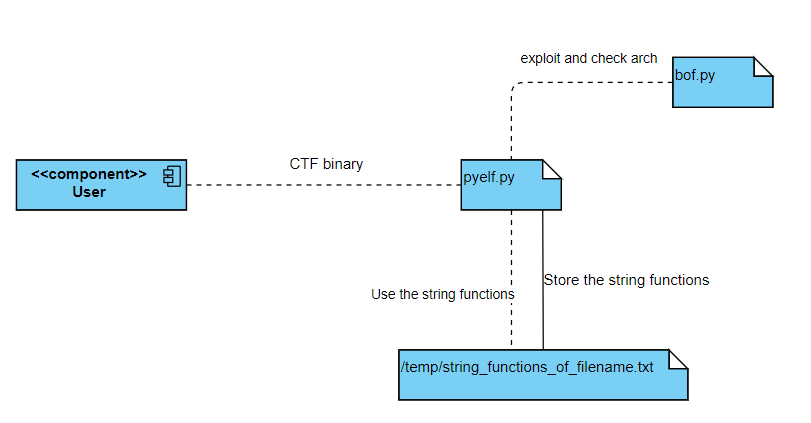 exploit and check arch
bof.py
<<component>>
User
CTF binary
pyelf.py
Use the string functions
Store the string functions
/temp/string_functions_of_filename.txt